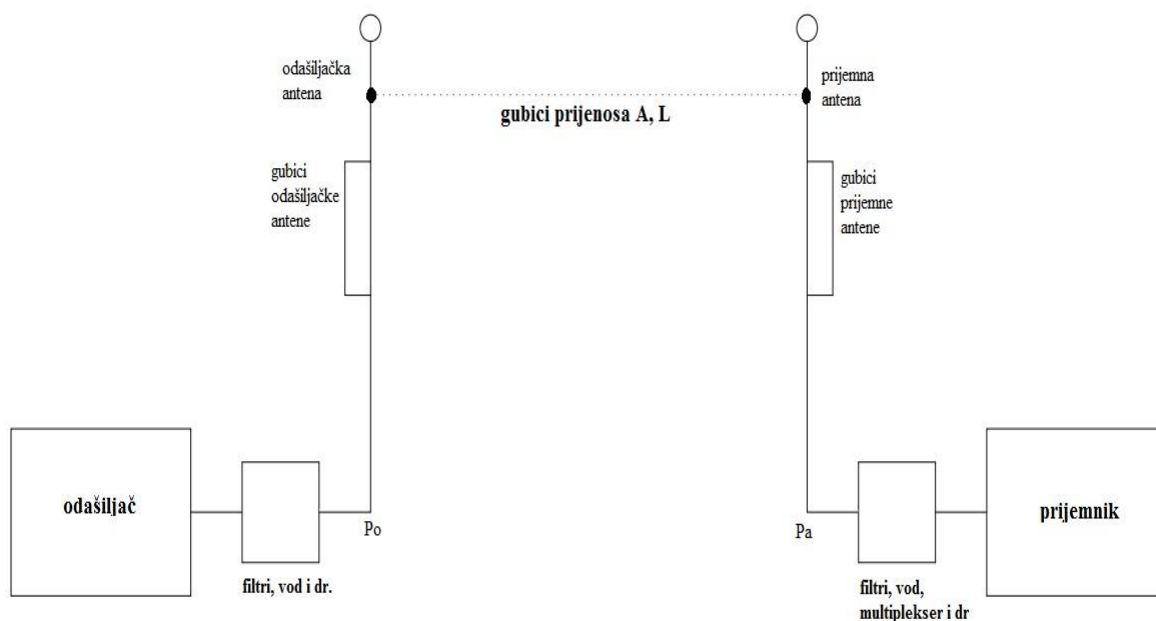 odašiljačka
antena
prijemna
antena
gubici prijenosa A, L
gubici
odašiljačke
antene
gubici
prijemne
antene
odašiljač
Po
filtri, vod i dr.
Pa
filtri, vod,
multiplekser i dr
prijemnik